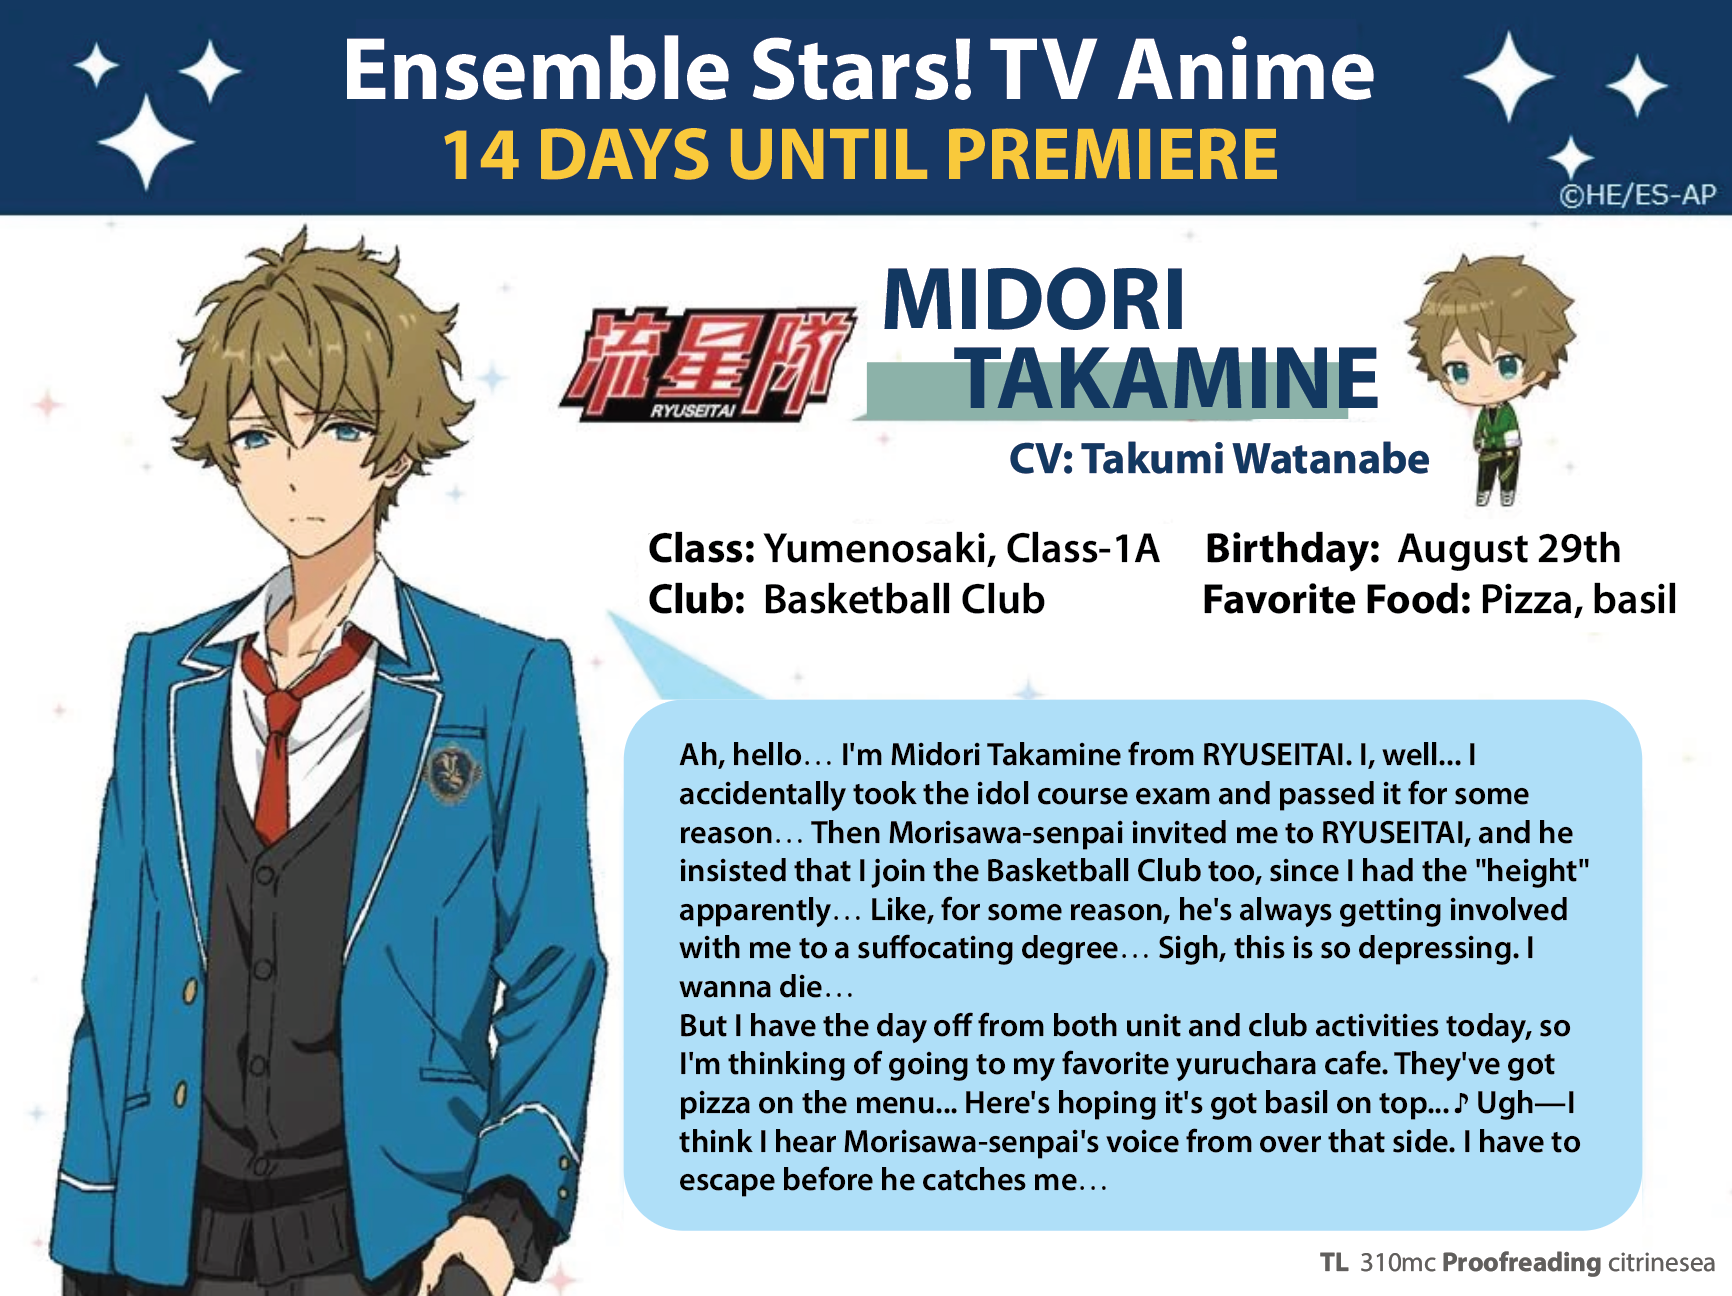 Ensemble Stars! TV Anime
14 DAYS UNTIL PREMIERE
©HE/ES-AP
流星隊
RYUSEITAI
MIDORI
TAKAMINE
CV: Takumi Watanabe
Class: Yumenosaki, Class-1A Birthday: August 29th
Club: Basketball Club Favorite Food: Pizza, basil
Ah, hello… I'm Midori Takamine from RYUSEITAI. I, well... I
accidentally took the idol course exam and passed it for some
reason… Then Morisawa-senpai invited me to RYUSEITAI, and he
insisted that I join the Basketball Club too, since I had the "height"
apparently… Like, for some reason, he's always getting involved
with me to a suffocating degree… Sigh, this is so depressing. I
wanna die…
But I have the day off from both unit and club activities today, so
I'm thinking of going to my favorite yuruchara cafe. They've got
pizza on the menu... Here's hoping it's got basil on top...♪ Ugh—I
think I hear Morisawa-senpai's voice from over that side. I have to
escape before he catches me…
TL 310mc Proofreading citrinesea